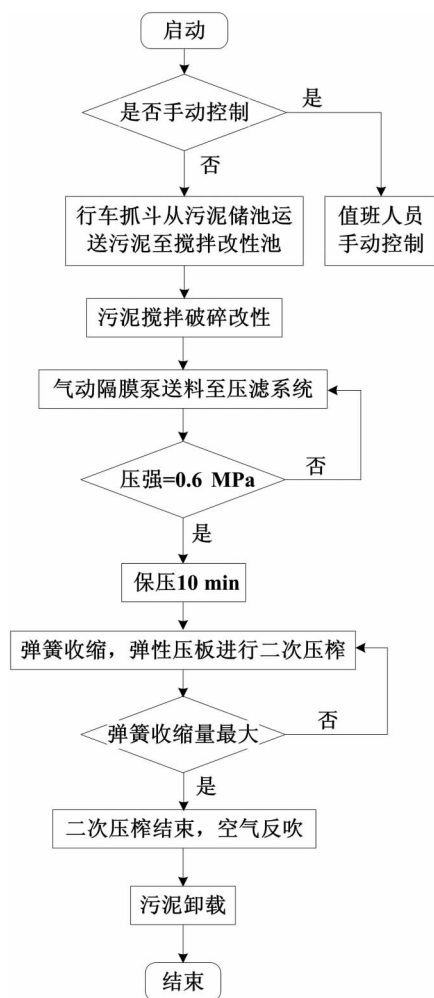 启动
是否手动控制
是
否
行车抓斗从污泥储池运
送污泥至搅拌改性池
值班人员
手动控制
污泥搅拌破碎改性
气动隔膜泵送料至压滤系统
压强=0.6 MPa
否
是
保压10 min
弹簧收缩，弹性压板进行二次压榨
弹簧收缩量最大
否
是
二次压榨结束，空气反吹
污泥卸载
结束